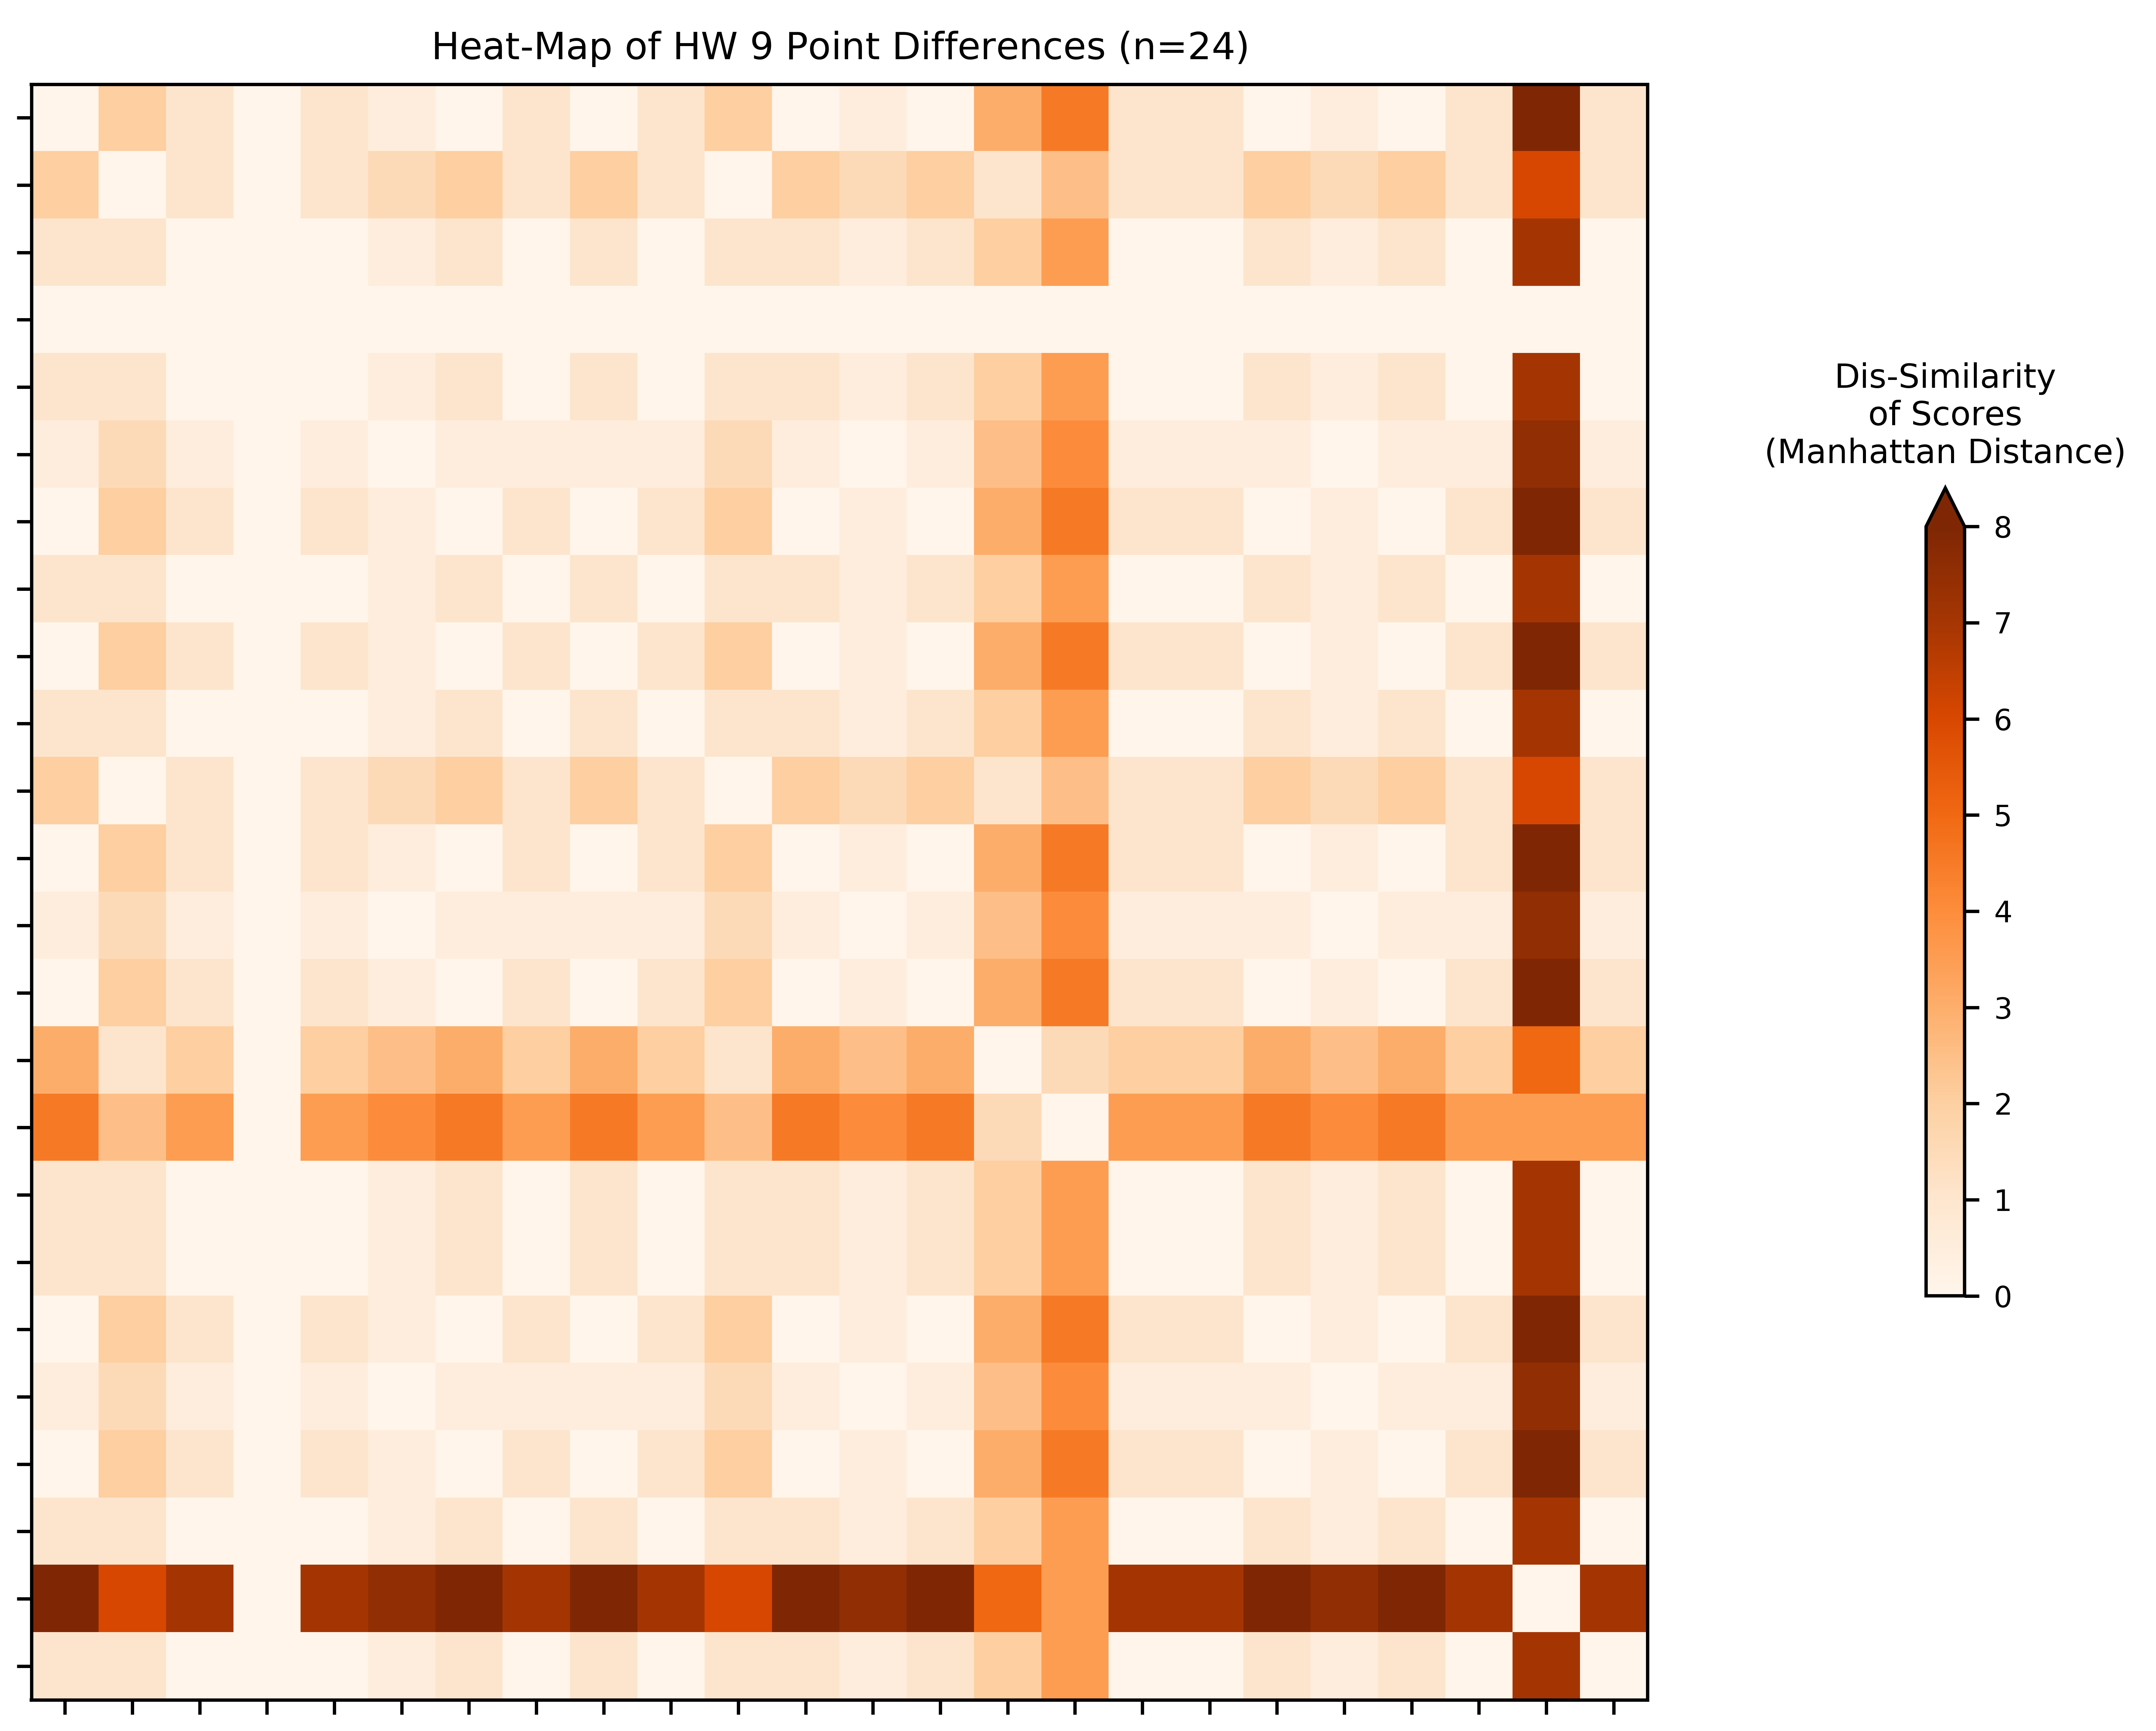 Heat-Map of HW 9 Point Differences (n=24)
Dis-Similarity
of Scores
(Manhattan Distance)
8
7
6
5
4
3
2
1
0